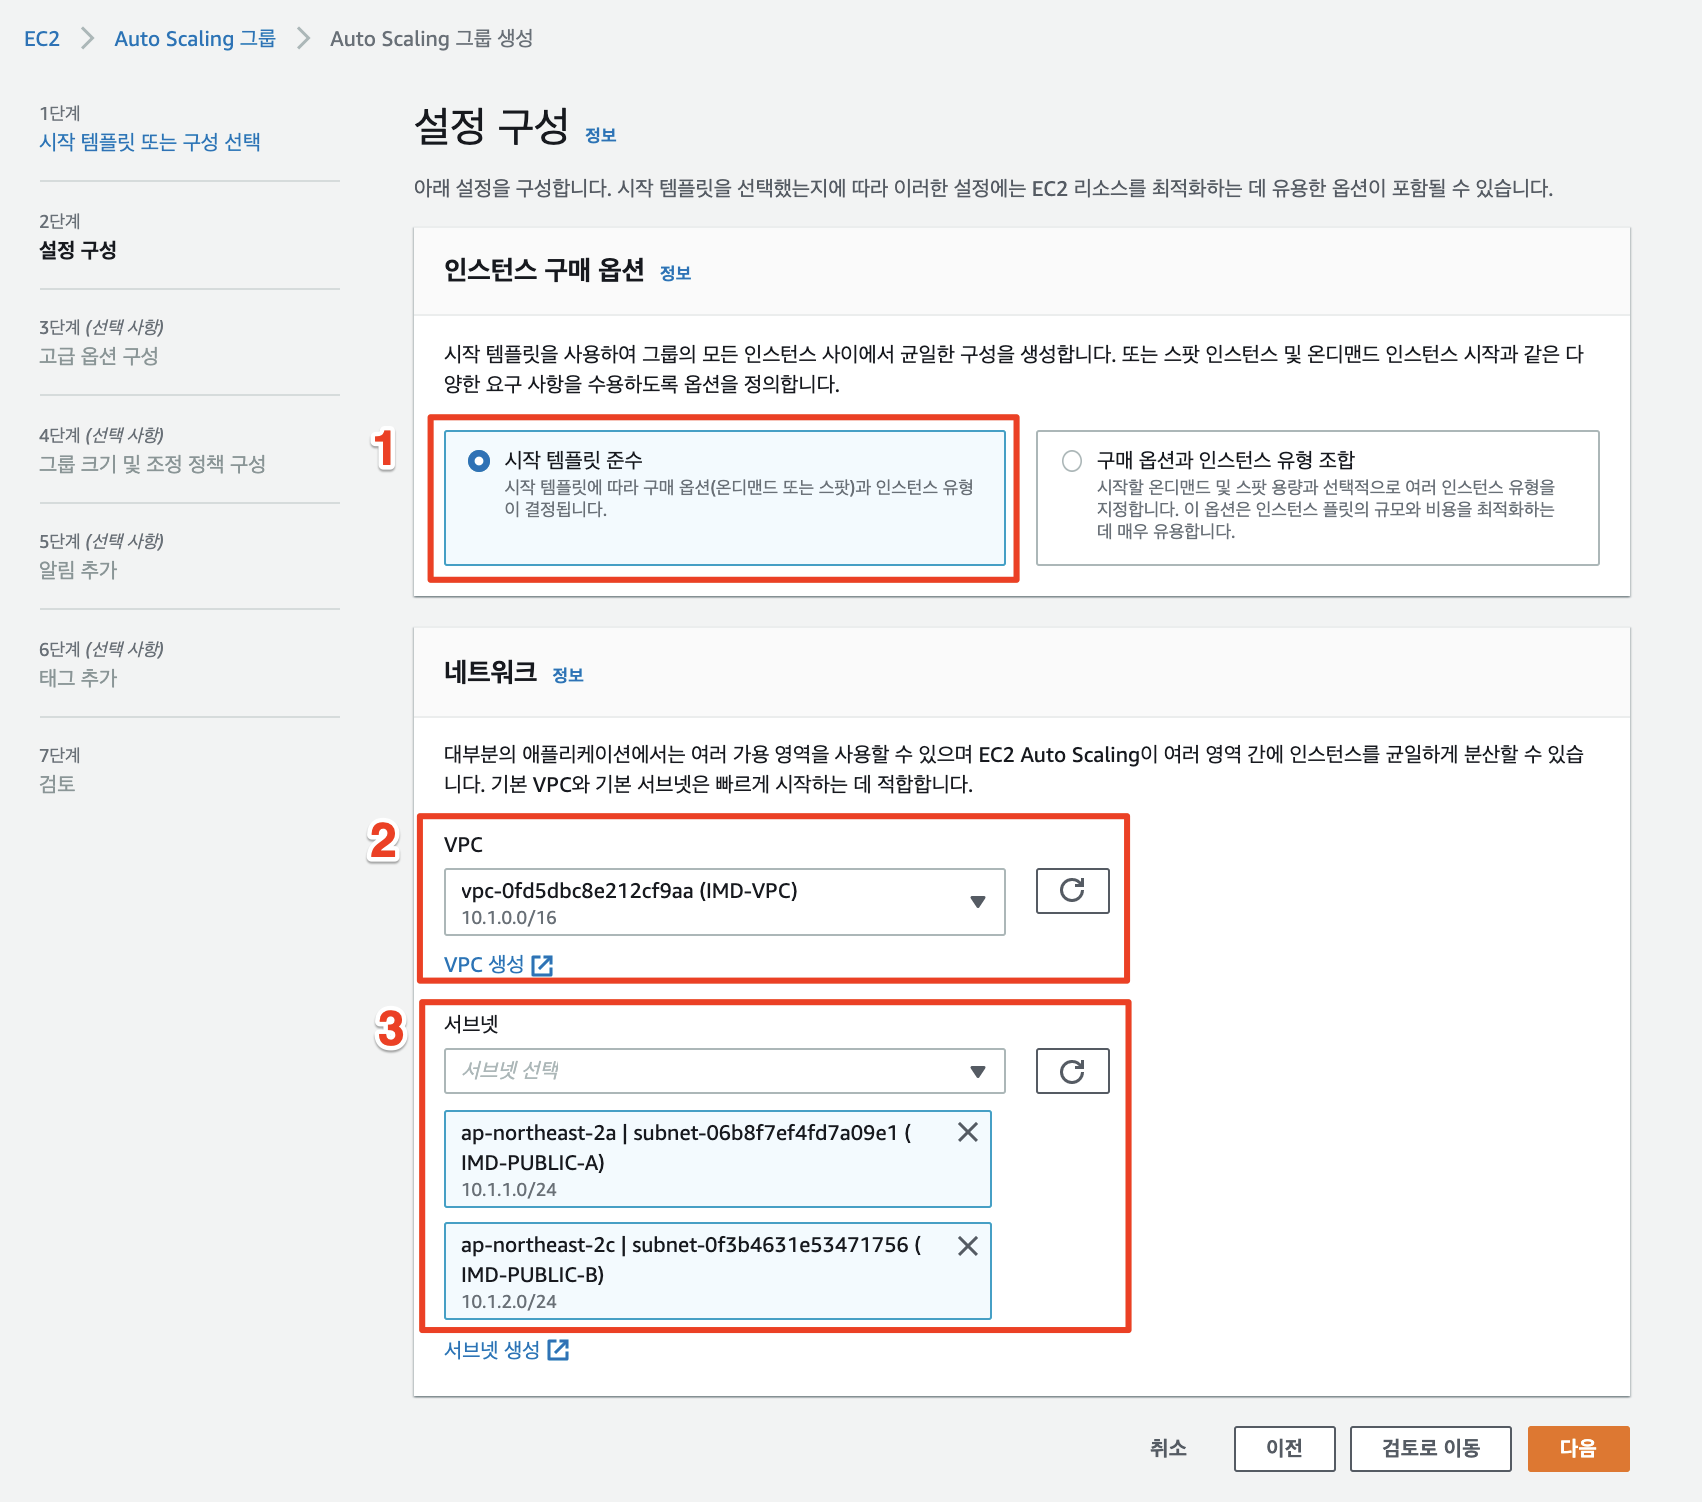 EC2 > Auto Scaling 그룹 > Auto Scaling 그룹 생성
1단계
시작 템플릿 또는 구성 선택
2단계
설정 구성
3단계 (선택 사항)
고급 옵션 구성
4단계 (선택 사항)
그룹 크기 및 조정 정책 구성
5단계 (선택 사항)
알림 추가
6단계 (선택 사항)
태그 추가
7단계
검토
설정 구성 정보
아래 설정을 구성합니다. 시작 템플릿을 선택했는지에 따라 이러한 설정에는 EC2 리소스를 최적화하는 데 유용한 옵션이 포함될 수 있습니다.
인스턴스 구매 옵션 정보
시작 템플릿을 사용하여 그룹의 모든 인스턴스 사이에서 균일한 구성을 생성합니다. 또는 스팟 인스턴스 및 온디맨드 인스턴스 시작과 같은 다
양한 요구 사항을 수용하도록 옵션을 정의합니다.
1
시작 템플릿 준수
시작 템플릿에 따라 구매 옵션(온디맨드 또는 스팟)과 인스턴스 유형
이 결정됩니다.
구매 옵션과 인스턴스 유형 조합
시작할 온디맨드 및 스팟 용량과 선택적으로 여러 인스턴스 유형을
지정합니다. 이 옵션은 인스턴스 플릿의 규모와 비용을 최적화하는
데 매우 유용합니다.
네트워크 정보
대부분의 애플리케이션에서는 여러 가용 영역을 사용할 수 있으며 EC2 Auto Scaling이 여러 영역 간에 인스턴스를 균일하게 분산할 수 있습
니다. 기본 VPC와 기본 서브넷은 빠르게 시작하는 데 적합합니다.
2
VPC
vpc-0fd5dbc8e212cf9aa (IMD-VPC)
10.1.0.0/16
VPC 생성
3
서브넷
서브넷 선택
ap-northeast-2a | subnet-06b8f7ef4fd7a09e1 (
IMD-PUBLIC-A)
10.1.1.0/24
ap-northeast-2c | subnet-0f3b4631e53471756 (
IMD-PUBLIC-B)
10.1.2.0/24
서브넷 생성
취소
이전
검토로 이동
다음